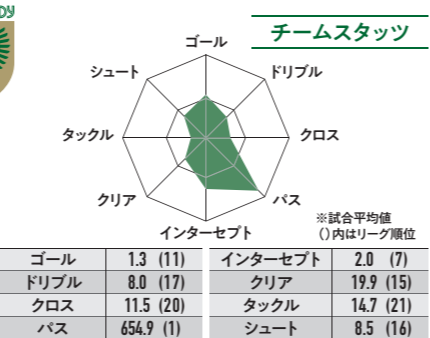 DY
チームスタッツ
ゴール
シュート
ドリブル
タックル
クロス
クリア
パス
インターセプト
※試合平均値
()内はリーグ順位
ゴール 1.3 (11) インターセプト 2.0 (7)
ドリブル 8.0 (17) クリア 19.9 (15)
クロス 11.5 (20) タックル 14.7 (21)
パス 654.9 (1) シュート 8.5 (16)